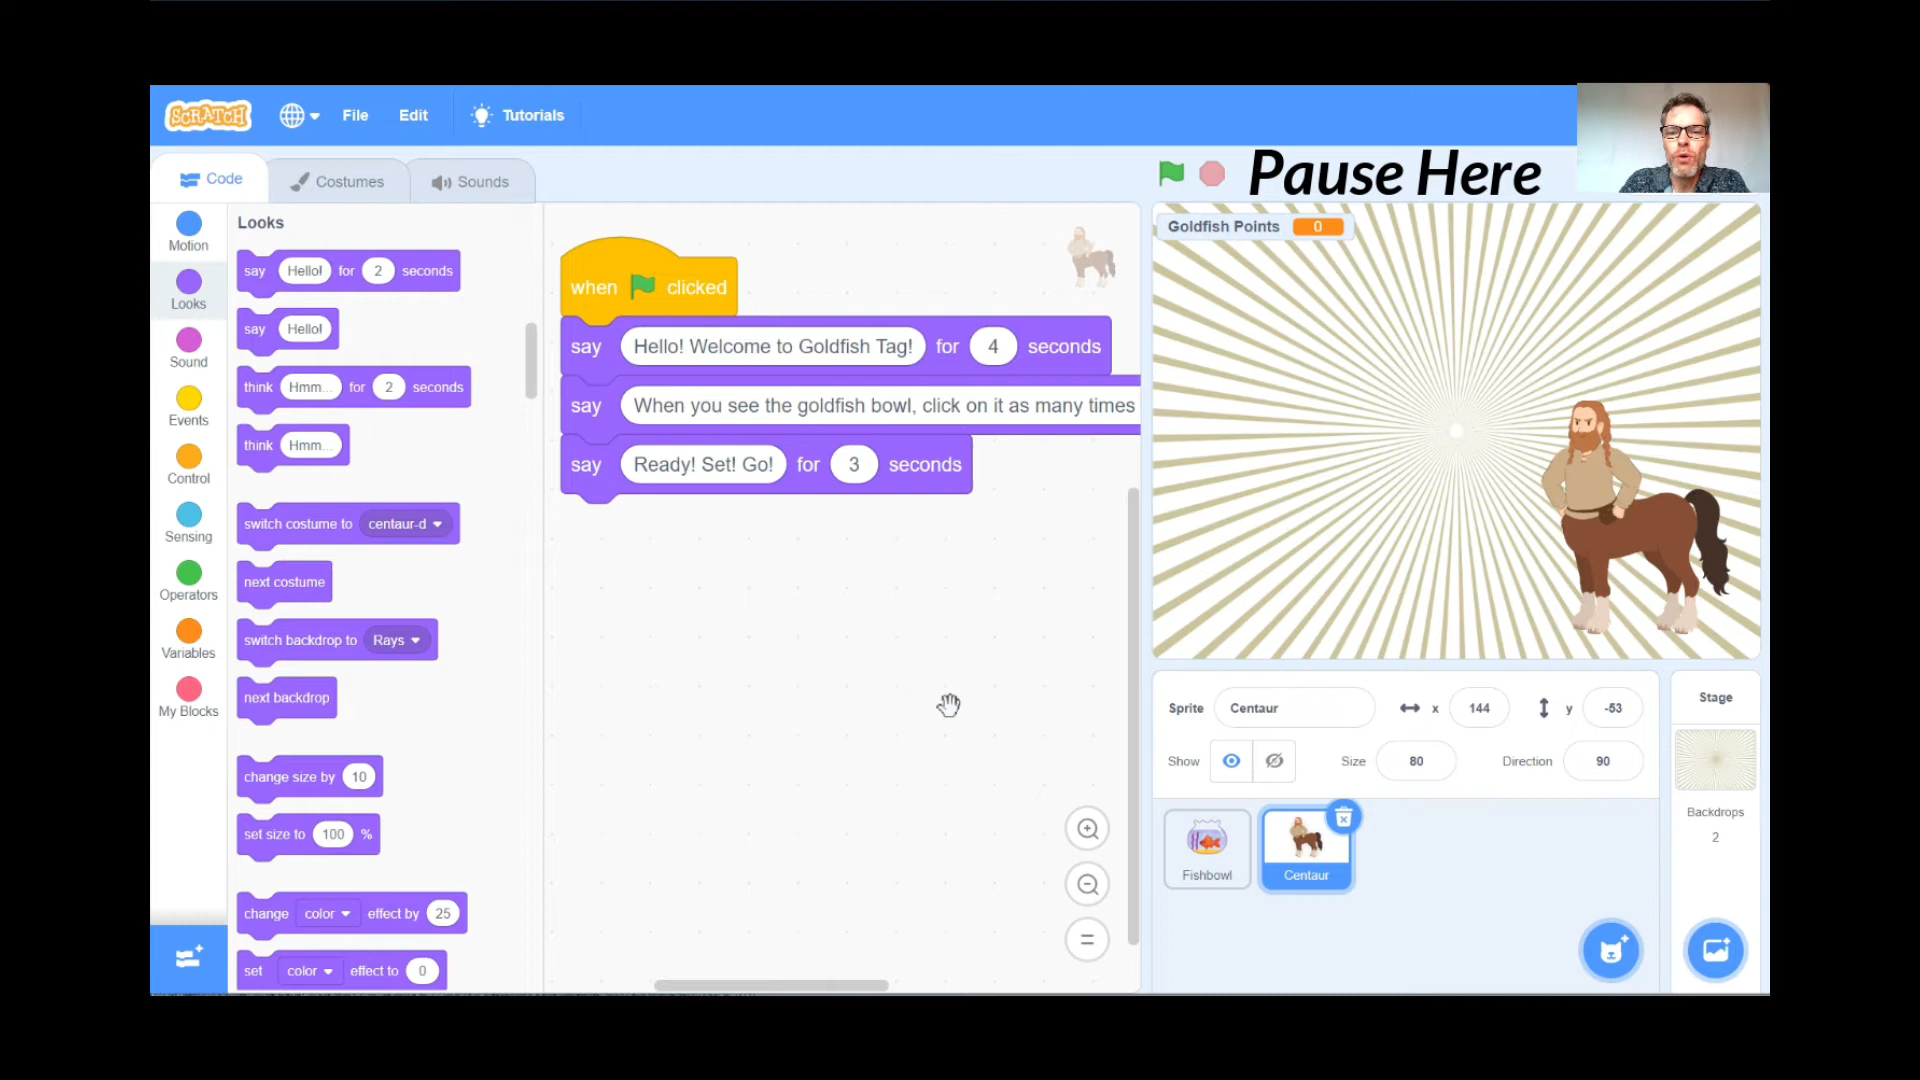 SCRATCH File Edit Tutorials
Code Costumes Sounds
Pause Here
Motion
Looks
Sound
Events
Control
Sensing
Operators
Variables
My Blocks
Looks
say Hello! for 2 seconds
say Hello!
think Hmm... for 2 seconds
think Hmm...
switch costume to centaur-d
next costume
switch backdrop to Rays
next backdrop
change size by 10
set size to 100 %
change color effect by 25
set color effect to 0
when clicked
say Hello! Welcome to Goldfish Tag! for 4 seconds
say When you see the goldfish bowl, click on it as many times
say Ready! Set! Go! for 3 seconds
Goldfish Points 0
Sprite Centaur x 144 y -53
Show Size 80 Direction 90
Fishbowl
Centaur
Stage
Backdrops
2